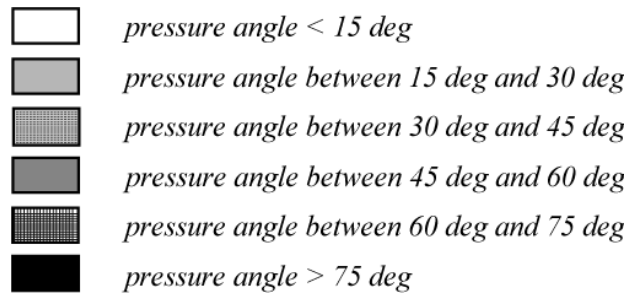 pressure angle < 15 deg
pressure angle between 15 deg and 30 deg
pressure angle between 30 deg and 45 deg
pressure angle between 45 deg and 60 deg
pressure angle between 60 deg and 75 deg
pressure angle > 75 deg